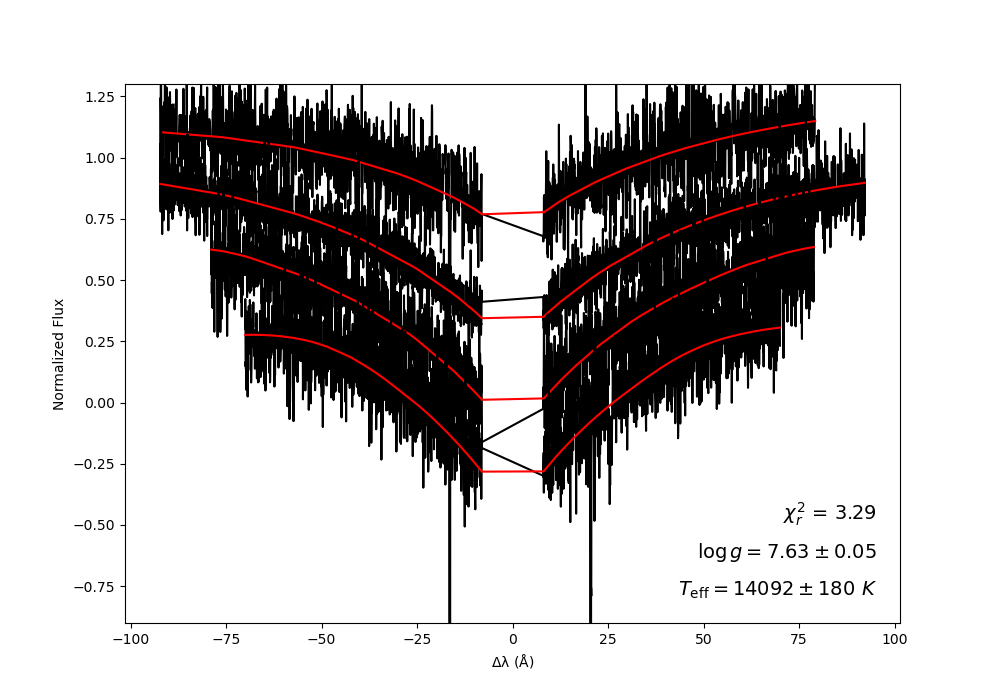 1.25
1.00
0.75
0.50
0.25
0.00
−0.25
−0.50
−0.75
Normalized Flux
χ²ᵣ = 3.29
log g = 7.63 ± 0.05
T_eff = 14092 ± 180 K
−100 −75 −50 −25 0 25 50 75 100
Δλ (Å)